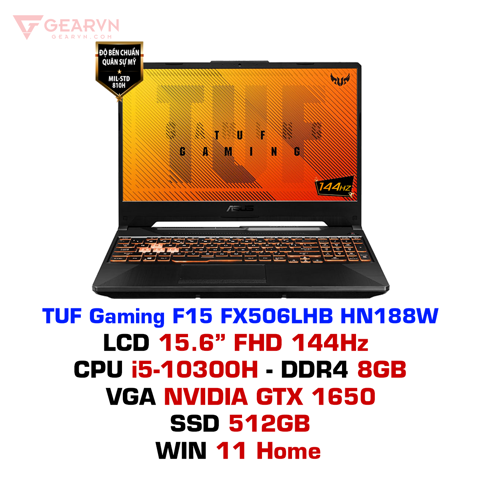 GEARVN
GEARVN.COM
ĐỘ BỀN CHUẨN
QUÂN SỰ MỸ
MIL-STD
810H
TUF
GAMING
TUF
GAMING
144HZ
ASUS
TUF Gaming F15 FX506LHB HN188W
LCD 15.6” FHD 144Hz
CPU i5-10300H - DDR4 8GB
VGA NVIDIA GTX 1650
SSD 512GB
WIN 11 Home